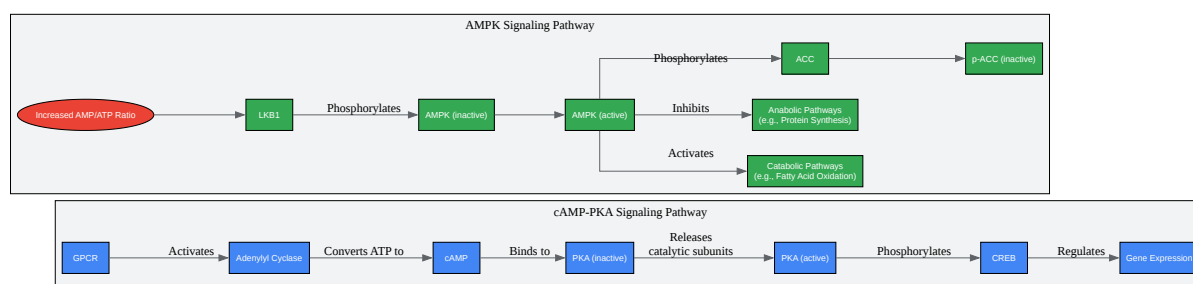 AMPK Signaling Pathway
Phosphorylates
ACC
p-ACC (inactive)
Increased AMP/ATP Ratio
LKB1
Phosphorylates
AMPK (inactive)
AMPK (active)
Inhibits
Anabolic Pathways
(e.g., Protein Synthesis)
Activates
Catabolic Pathways
(e.g., Fatty Acid Oxidation)
cAMP-PKA Signaling Pathway
GPCR
Activates
Adenylyl Cyclase
Converts ATP to
cAMP
Binds to
PKA (inactive)
Releases
catalytic subunits
PKA (active)
Phosphorylates
CREB
Regulates
Gene Expression